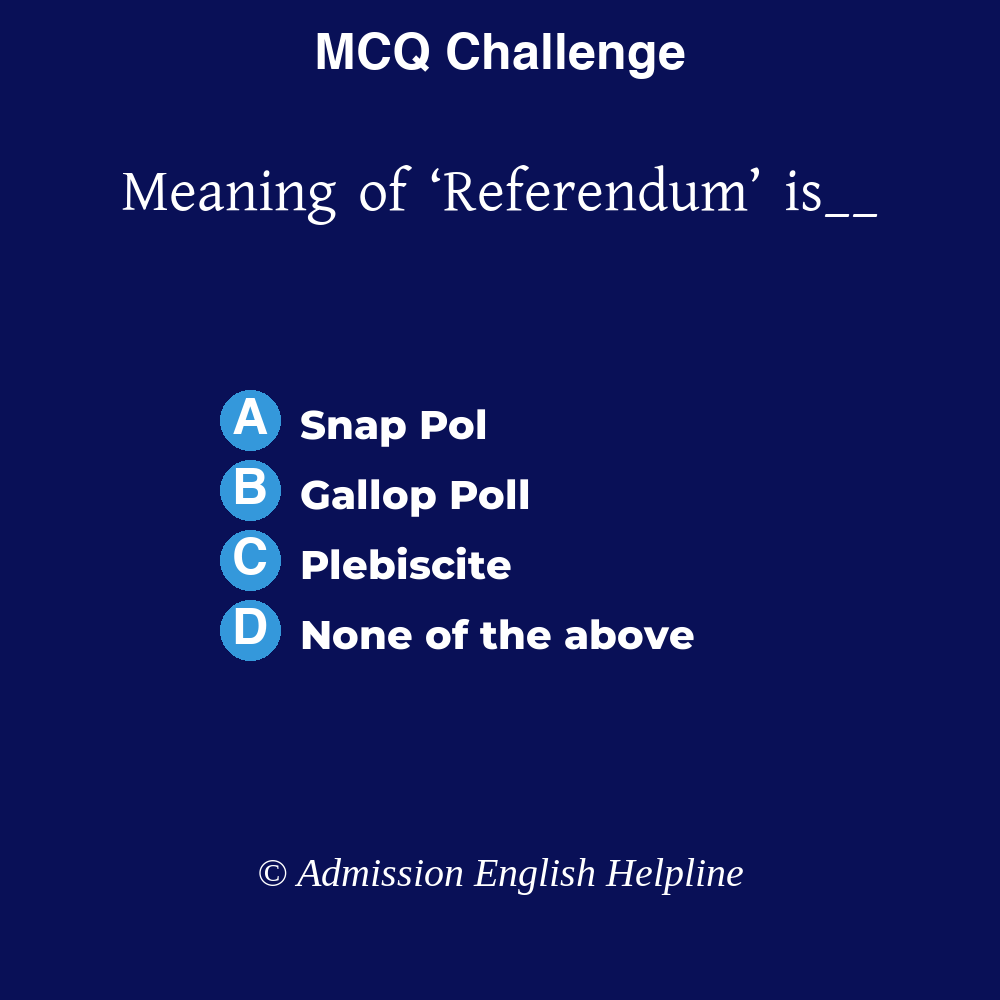 MCQ Challenge
Meaning of ‘Referendum’ is__
A Snap Pol
B Gallop Poll
C Plebiscite
D None of the above
© Admission English Helpline